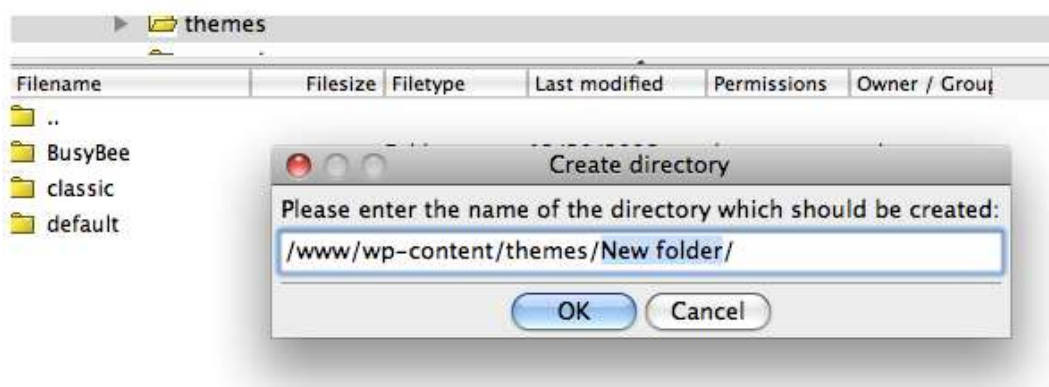 themes
Filename Filesize Filetype Last modified Permissions Owner / Group
..
BusyBee
classic
default
Create directory
Please enter the name of the directory which should be created:
/www/wp-content/themes/New folder/
OK Cancel